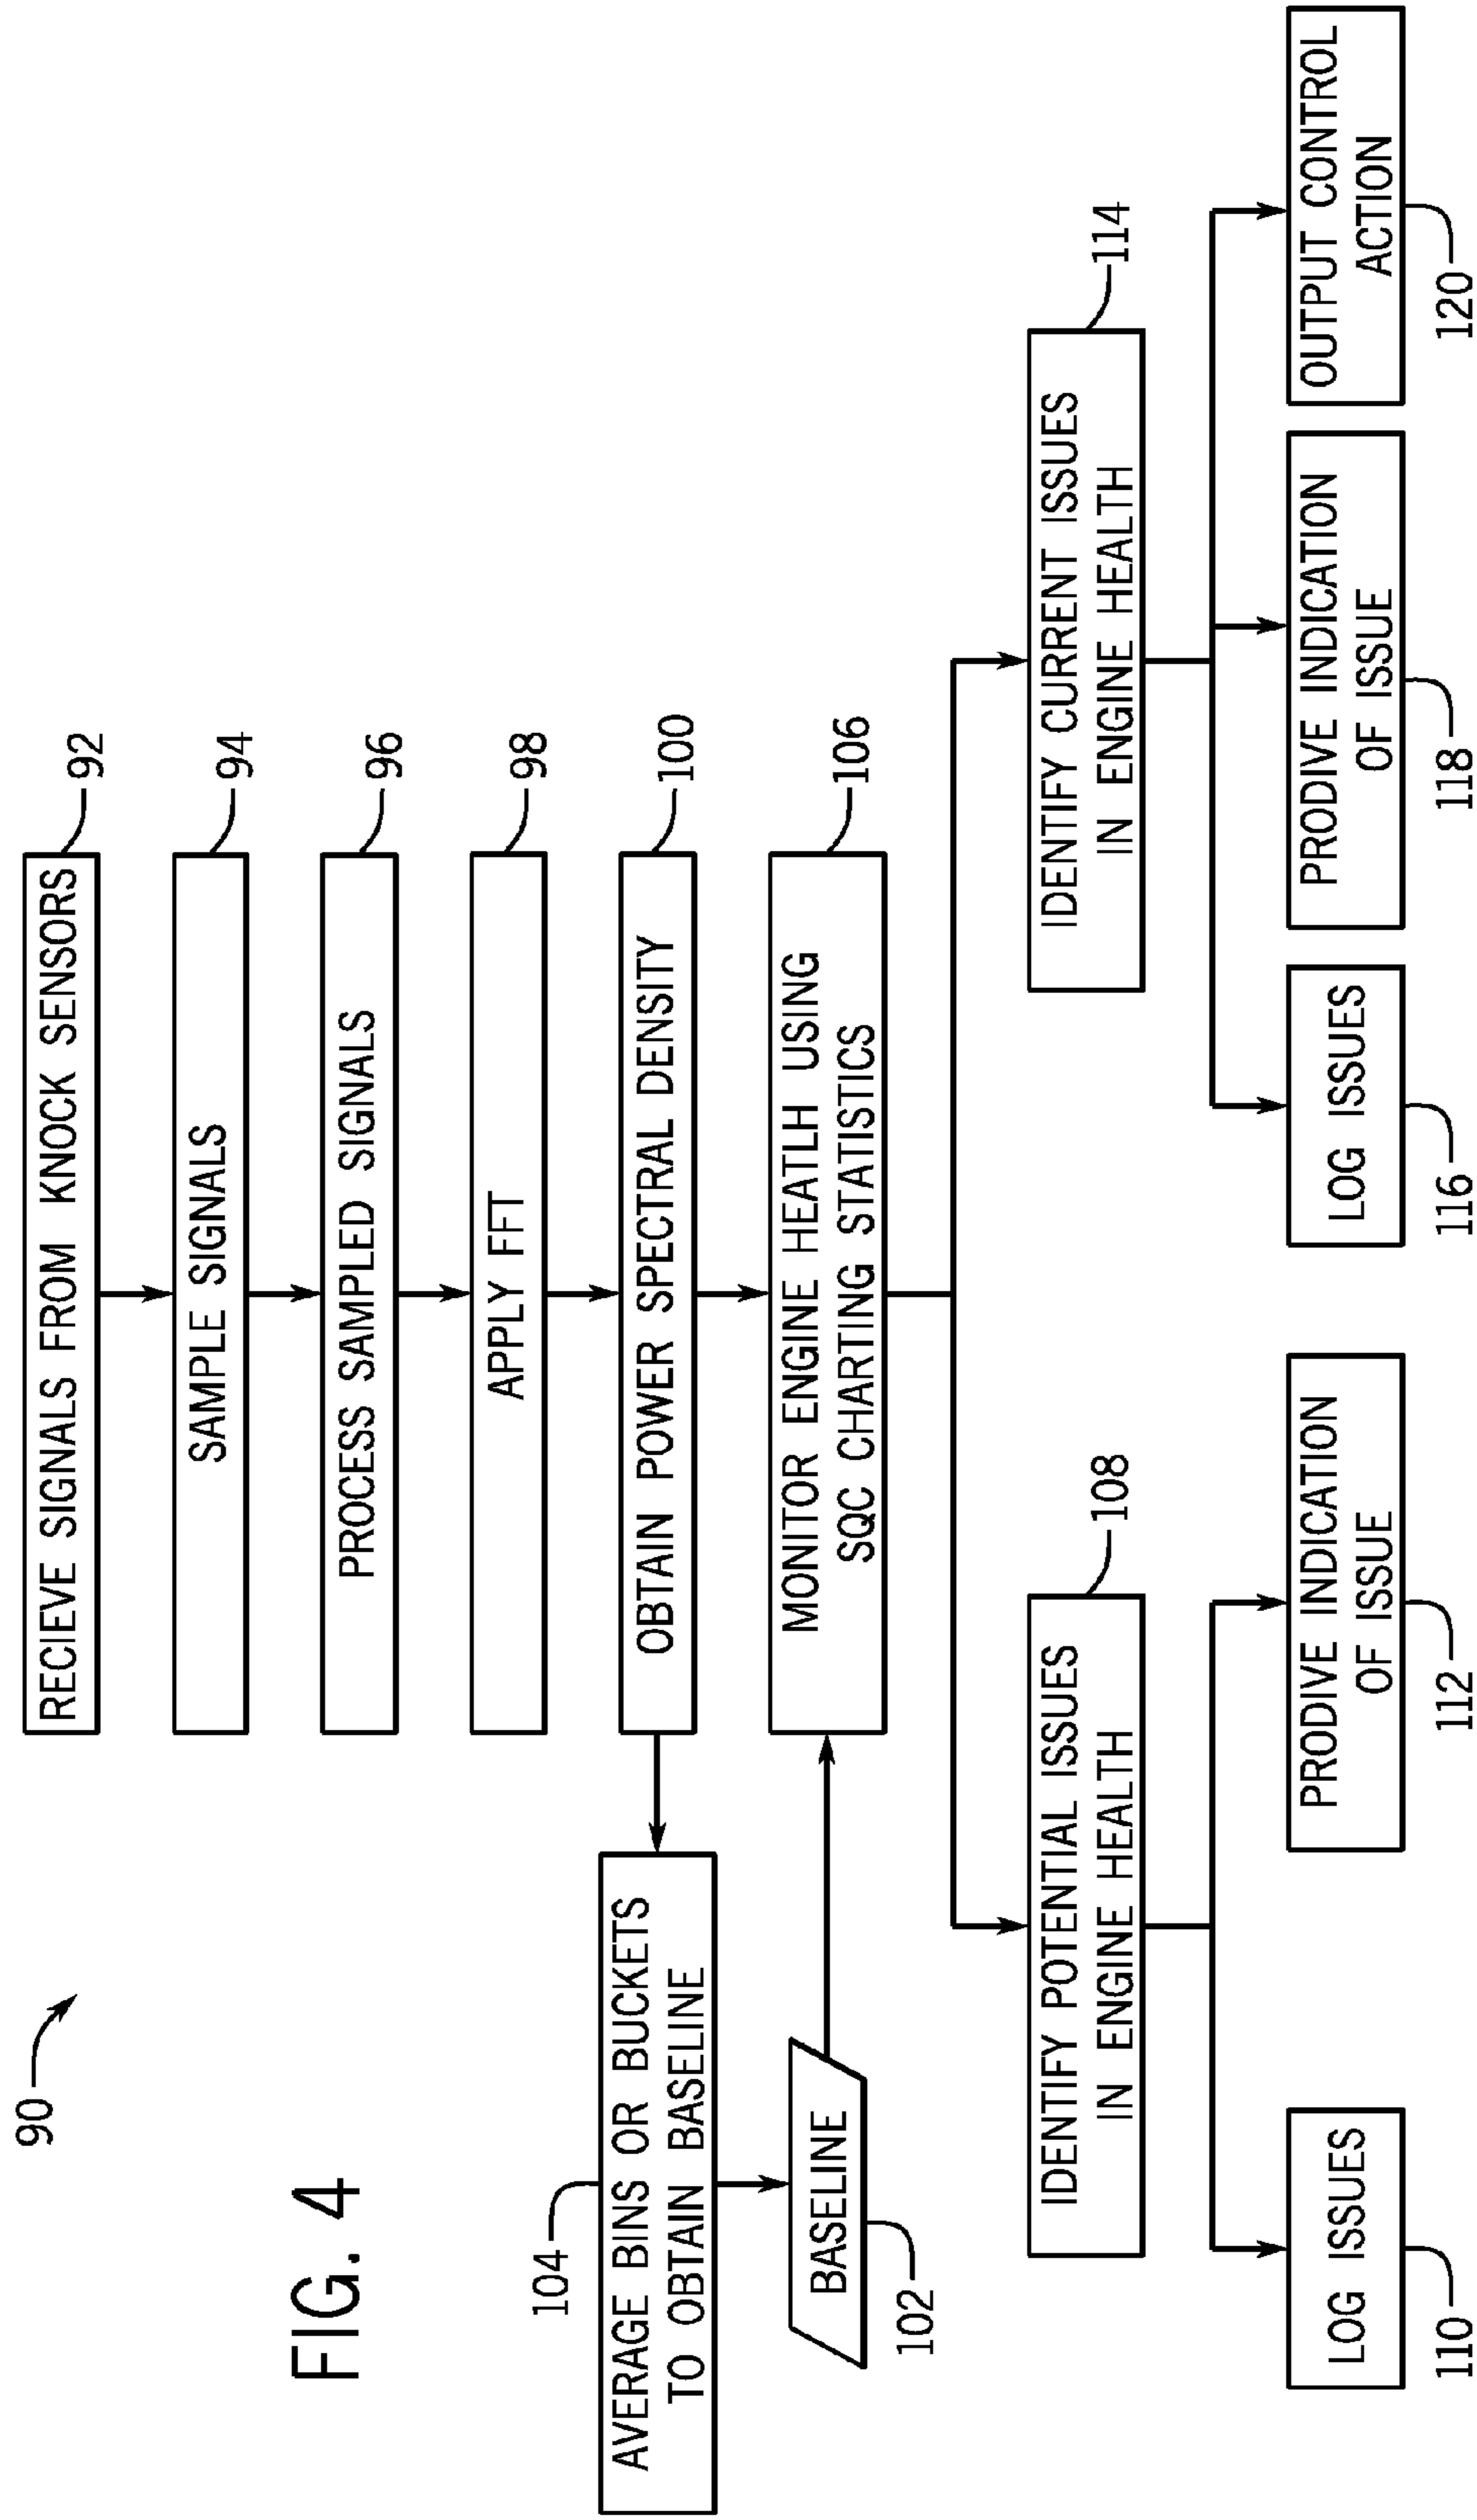 FIG. 4
90
RECIEVE SIGNALS FROM KNOCK SENSORS
92
SAMPLE SIGNALS
94
PROCESS SAMPLED SIGNALS
96
APPLY FFT
98
104
AVERAGE BINS OR BUCKETS
TO OBTAIN BASELINE
OBTAIN POWER SPECTRAL DENSITY
100
BASELINE
102
MONITOR ENGINE HEATLH USING
SQC CHARTING STATISTICS
106
IDENTIFY POTENTIAL ISSUES
IN ENGINE HEALTH
108
IDENTIFY CURRENT ISSUES
IN ENGINE HEALTH
114
LOG ISSUES
110
PRODIVE INDICATION
OF ISSUE
112
LOG ISSUES
116
PRODIVE INDICATION
OF ISSUE
118
OUTPUT CONTROL
ACTION
120